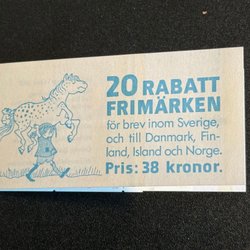 20 RABATT
FRIMÄRKEN
för brev inom Sverige,
och till Danmark, Fin-
land, Island och Norge.
Pris: 38 kronor.